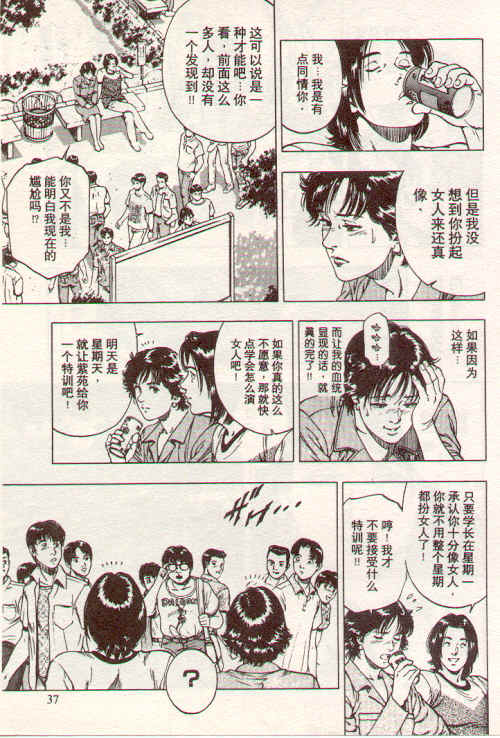 我…我是有
点同情你．
这可以说是一
种才能吧…你
看，前面这么
多人，却没有
一个发现到!!
但是我没
想到你扮起
女人来还真
像．
你又不是我…
能明白我现在的
尴尬吗!?
如果因为
这样…
哈哈哈…
而让我的血统
显现的话，就
真的完了!!
如果你真的这么
不愿意，那就快
点学会怎么演
女人吧！
明天是
星期天，
就让紫苑给你
一个特训吧！
只要学长在星期一
承认你十分像女人，
你就不用整个星期
都扮女人了！
哼！我才
不要接受什么
特训呢!!
ザッ…
?
37